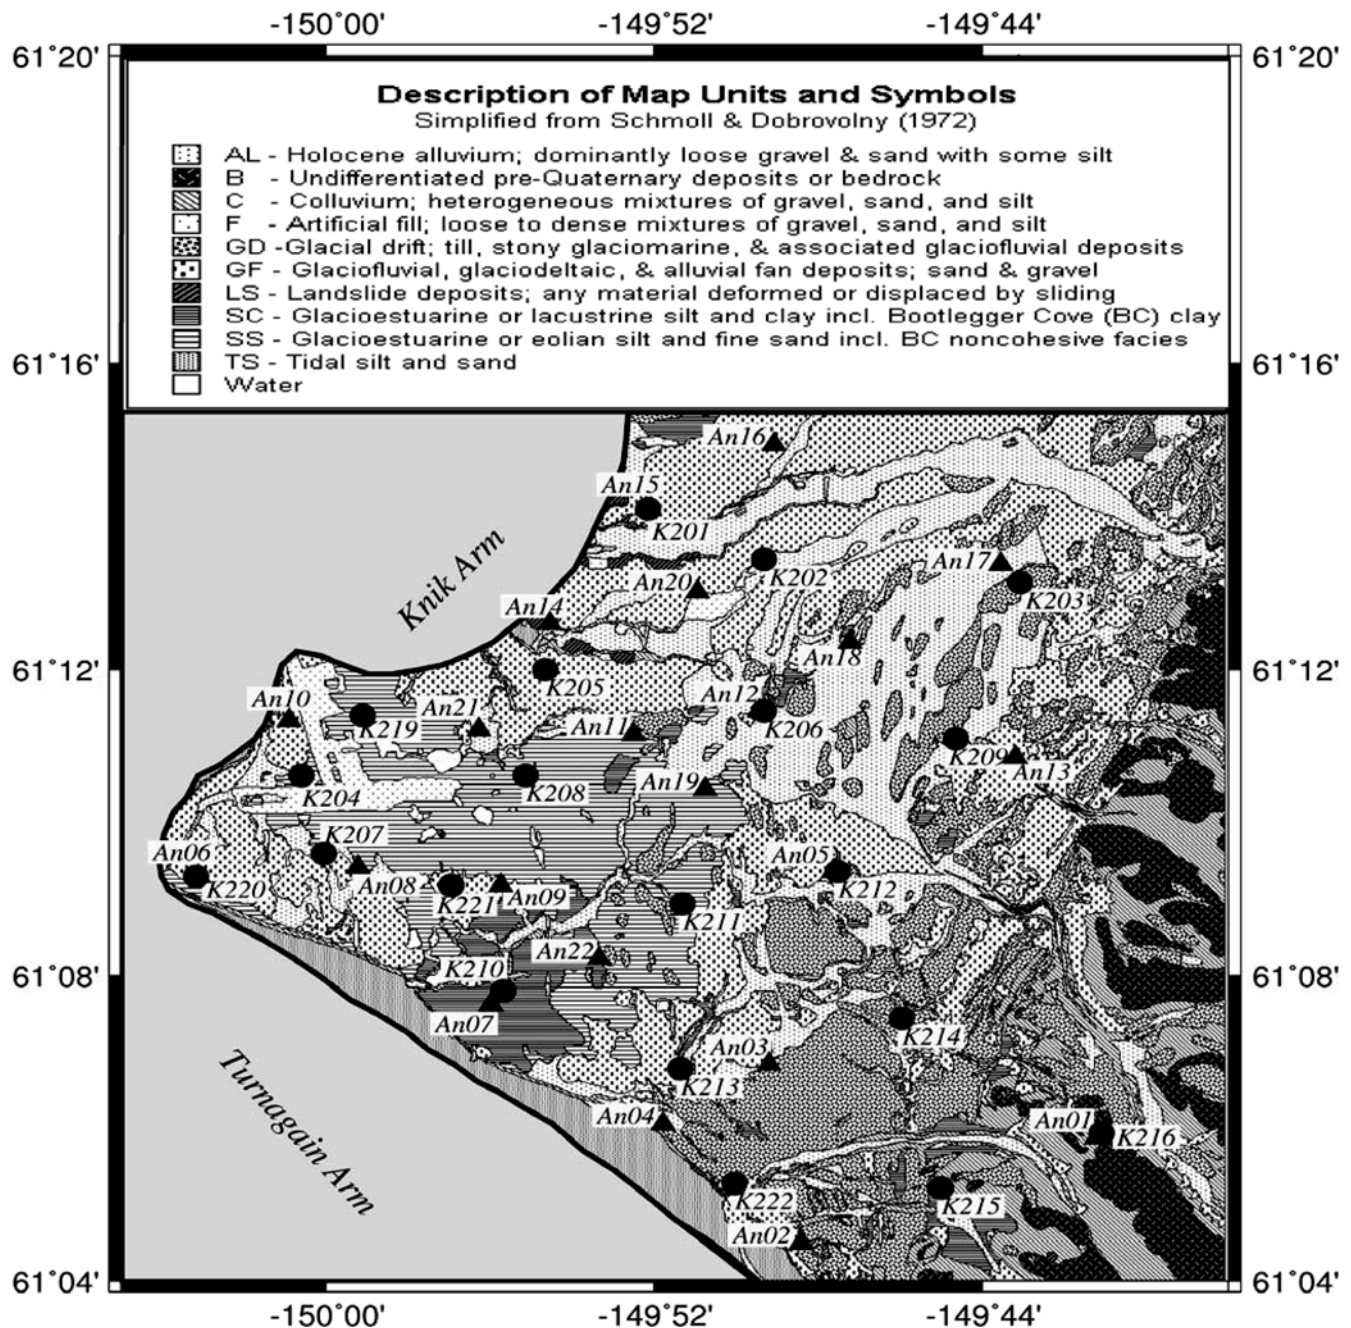 -150°00' -149°52' -149°44'
61°20' 61°20'
Description of Map Units and Symbols
Simplified from Schmoll & Dobrovolny (1972)
AL - Holocene alluvium; dominantly loose gravel & sand with some silt
B - Undifferentiated pre-Quaternary deposits or bedrock
C - Colluvium; heterogeneous mixtures of gravel, sand, and silt
F - Artificial fill; loose to dense mixtures of gravel, sand, and silt
GD -Glacial drift; till, stony glaciomarine, & associated glaciofluvial deposits
GF - Glaciofluvial, glaciodeltaic, & alluvial fan deposits; sand & gravel
LS - Landslide deposits; any material deformed or displaced by sliding
SC - Glacioestuarine or lacustrine silt and clay incl. Bootlegger Cove (BC) clay
SS - Glacioestuarine or eolian silt and fine sand incl. BC noncohesive facies
61°16' TS - Tidal silt and sand 61°16'
Water
An16
An15
K201
Knik Arm
An17
K202
An20
K203
An14
An18
61°12' 61°12'
K205
An10 An21 An12
K219 An11 K206
K209 An13
An19
K204 K208
K207
An06 An05
An08 K212
K220 K221 An09
K211
An22
K210
61°08' 61°08'
An07
K214
An03
Turnagain Arm
K213
An04 An01 K216
K222 K215
An02
61°04' 61°04'
-150°00' -149°52' -149°44'